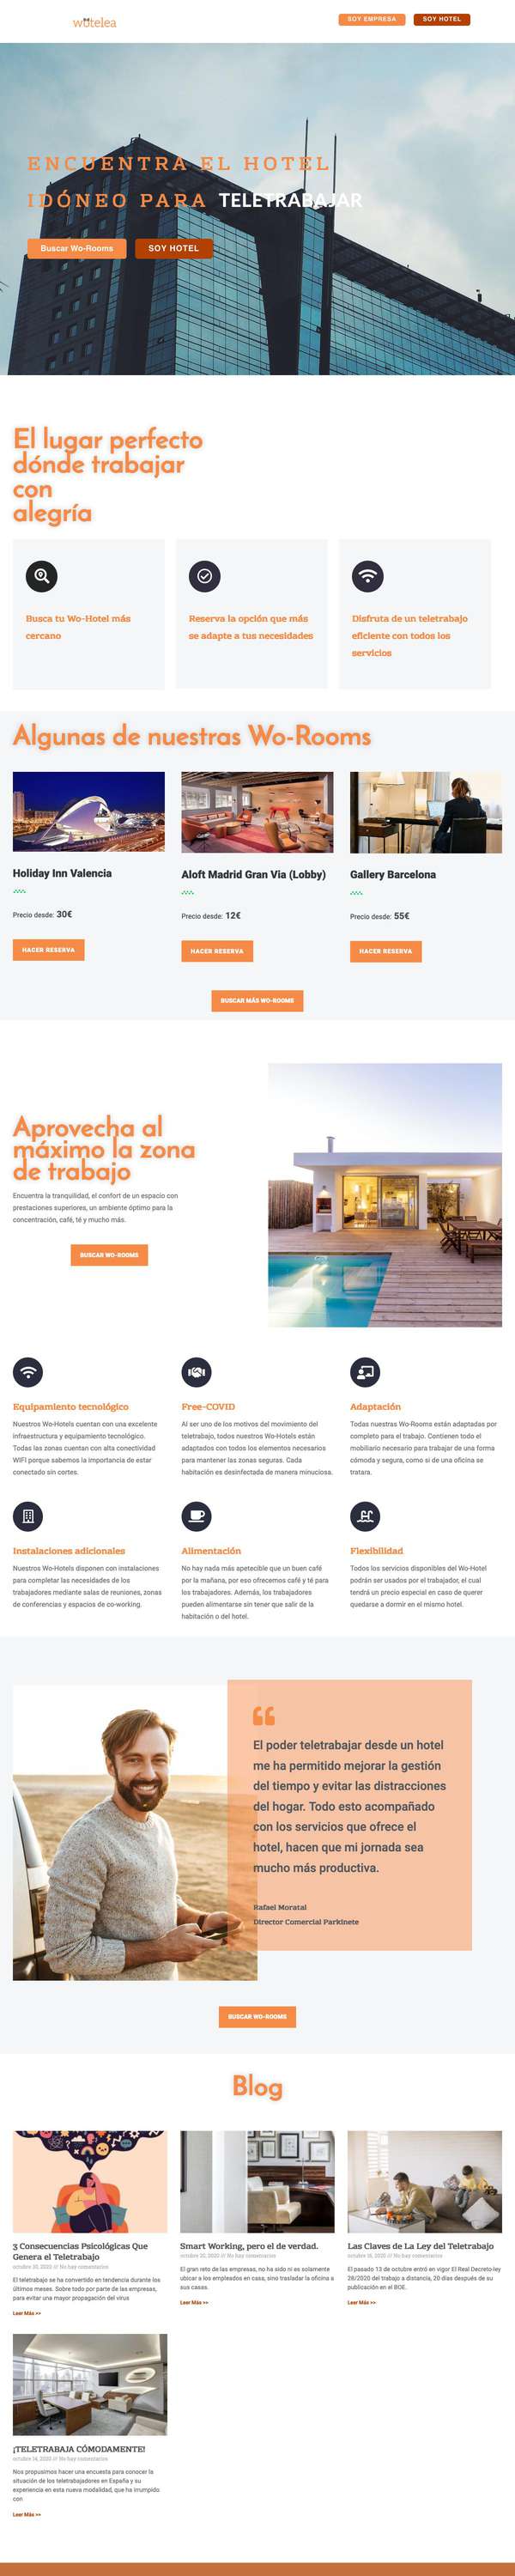 wotelea
SOY EMPRESA
SOY HOTEL
ENCUENTRA EL HOTEL
IDÓNEO PARA TELETRABAJAR
Buscar Wo-Rooms
SOY HOTEL
El lugar perfecto
dónde trabajar
con
alegría
Busca tu Wo-Hotel más
cercano
Reserva la opción que más
se adapte a tus necesidades
Disfruta de un teletrabajo
eficiente con todos los
servicios
Algunas de nuestras Wo-Rooms
Holiday Inn Valencia
Precio desde: 30€
HACER RESERVA
Aloft Madrid Gran Via (Lobby)
Precio desde: 12€
HACER RESERVA
Gallery Barcelona
Precio desde: 55€
HACER RESERVA
BUSCAR MÁS WO-ROOMS
Aprovecha al
máximo la zona
de trabajo
Encuentra la tranquilidad, el confort de un espacio con
prestaciones superiores, un ambiente óptimo para la
concentración, café, té y mucho más.
BUSCAR WO-ROOMS
Equipamiento tecnológico
Nuestros Wo-Hotels cuentan con una excelente
infraestructura y equipamiento tecnológico.
Todas las zonas cuentan con alta conectividad
WIFI porque sabemos la importancia de estar
conectado sin cortes.
Free-COVID
Al ser uno de los motivos del movimiento del
teletrabajo, todos nuestros Wo-Hotels están
adaptados con todos los elementos necesarios
para mantener las zonas seguras. Cada
habitación es desinfectada de manera minuciosa.
Adaptación
Todas nuestras Wo-Rooms están adaptadas por
completo para el trabajo. Contienen todo el
mobiliario necesario para trabajar de una forma
cómoda y segura, como si de una oficina se
tratara.
Instalaciones adicionales
Nuestros Wo-Hotels disponen con instalaciones
para completar las necesidades de los
trabajadores mediante salas de reuniones, zonas
de conferencias y espacios de co-working.
Alimentación
No hay nada más apetecible que un buen café
por la mañana, por eso ofrecemos café y té para
los trabajadores. Además, los trabajadores
pueden alimentarse sin tener que salir de la
habitación o del hotel.
Flexibilidad
Todos los servicios disponibles del Wo-Hotel
podrán ser usados por el trabajador, el cual
tendrá un precio especial en caso de querer
quedarse a dormir en el mismo hotel.
El poder teletrabajar desde un hotel
me ha permitido mejorar la gestión
del tiempo y evitar las distracciones
del hogar. Todo esto acompañado
con los servicios que ofrece el
hotel, hacen que mi jornada sea
mucho más productiva.
Rafael Moratal
Director Comercial Parkinete
BUSCAR WO-ROOMS
Blog
3 Consecuencias Psicológicas Que
Genera el Teletrabajo
2020 /// No hay comentarios
El teletrabajo se ha convertido en tendencia durante los
últimos meses. Sobre todo por parte de las empresas,
para evitar una mayor propagación del virus
Leer Más >>
Smart Working, pero el de verdad.
octubre 20, 2020 /// No hay comentarios
El gran reto de las empresas, no ha sido ni es solamente
ubicar a los empleados en casa, sino trasladar la oficina a
sus casas.
Leer Más >>
Las Claves de La Ley del Teletrabajo
octubre 16, 2020 /// No hay comentarios
El pasado 13 de octubre entró en vigor El Real Decreto-ley
28/2020 del trabajo a distancia, 20 días después de su
publicación en el BOE.
Leer Más >>
¡TELETRABAJA CÓMODAMENTE!
octubre 14, 2020 /// No hay comentarios
Nos propusimos hacer una encuesta para conocer la
situación de los teletrabajadores en España y su
experiencia en esta nueva modalidad, que ha irrumpido
con
Leer Más >>